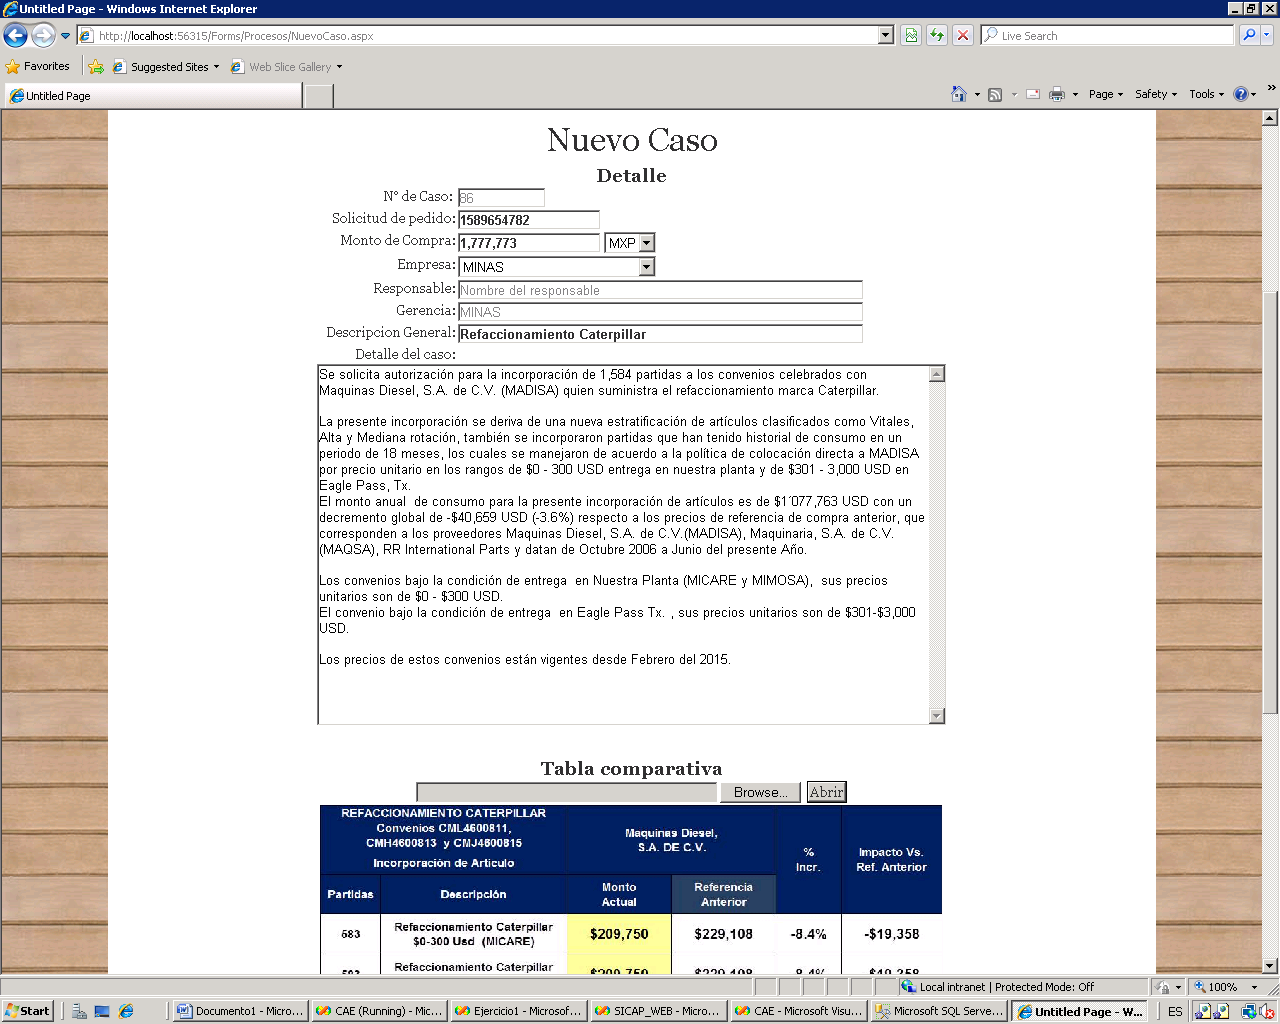 Untitled Page - Windows Internet Explorer
http://localhost:56315/Forms/Procesos/NuevoCaso.aspx
Live Search
Favorites
Suggested Sites
Web Slice Gallery
Untitled Page
Page
Safety
Tools
Nuevo Caso
Detalle
N° de Caso: 86
Solicitud de pedido: 1589654782
Monto de Compra: 1,777,773 MXP
Empresa: MINAS
Responsable: Nombre del responsable
Gerencia: MINAS
Descripcion General: Refaccionamiento Caterpillar
Detalle del caso:
Se solicita autorización para la incorporación de 1,584 partidas a los convenios celebrados con
Maquinas Diesel, S.A. de C.V. (MADISA) quien suministra el refaccionamiento marca Caterpillar.
La presente incorporación se deriva de una nueva estratificación de artículos clasificados como Vitales,
Alta y Mediana rotación, también se incorporaron partidas que han tenido historial de consumo en un
periodo de 18 meses, los cuales se manejaron de acuerdo a la política de colocación directa a MADISA
por precio unitario en los rangos de $0 - 300 USD entrega en nuestra planta y de $301 - 3,000 USD en
Eagle Pass, Tx.
El monto anual  de consumo para la presente incorporación de artículos es de $1'077,763 USD con un
decremento global de -$40,659 USD (-3.6%) respecto a los precios de referencia de compra anterior, que
corresponden a los proveedores Maquinas Diesel, S.A. de C.V.(MADISA), Maquinaria, S.A. de C.V.
(MAQSA), RR International Parts y datan de Octubre 2006 a Junio del presente Año.
Los convenios bajo la condición de entrega  en Nuestra Planta (MICARE y MIMOSA),  sus precios
unitarios son de $0 - $300 USD.
El convenio bajo la condición de entrega  en Eagle Pass Tx. , sus precios unitarios son de $301-$3,000
USD.
Los precios de estos convenios están vigentes desde Febrero del 2015.
Tabla comparativa
Browse... Abrir
REFACCIONAMIENTO CATERPILLAR
Convenios CML4600811,
CMH4600813 y CMJ4600815
Incorporación de Articulo
Maquinas Diesel,
S.A. DE C.V.
%
Incr.
Impacto Vs.
Ref. Anterior
Partidas
Descripción
Monto
Actual
Referencia
Anterior
583
Refaccionamiento Caterpillar
$0-300 Usd (MICARE)
$209,750
$229,108
-8.4%
-$19,358
593
Refaccionamiento Caterpillar
$209,750
$229,108
-8.4%
-$19,358
Local intranet | Protected Mode: Off
100%
Start
Documento1 - Micro...
CAE (Running) - Mic...
Ejercicio1 - Microsof...
SICAP_WEB - Micro...
CAE - Microsoft Visu...
Microsoft SQL Serve...
Untitled Page - W...
ES